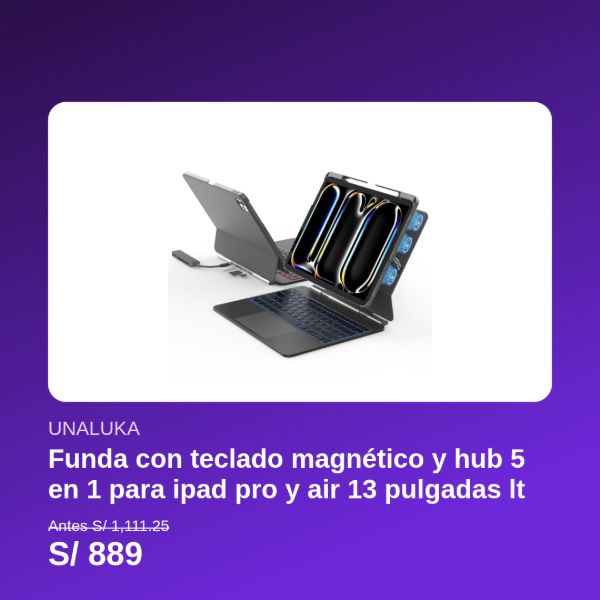 UNALUKA
Funda con teclado magnético y hub 5
en 1 para ipad pro y air 13 pulgadas lt
Antes S/ 1,111.25
S/ 889